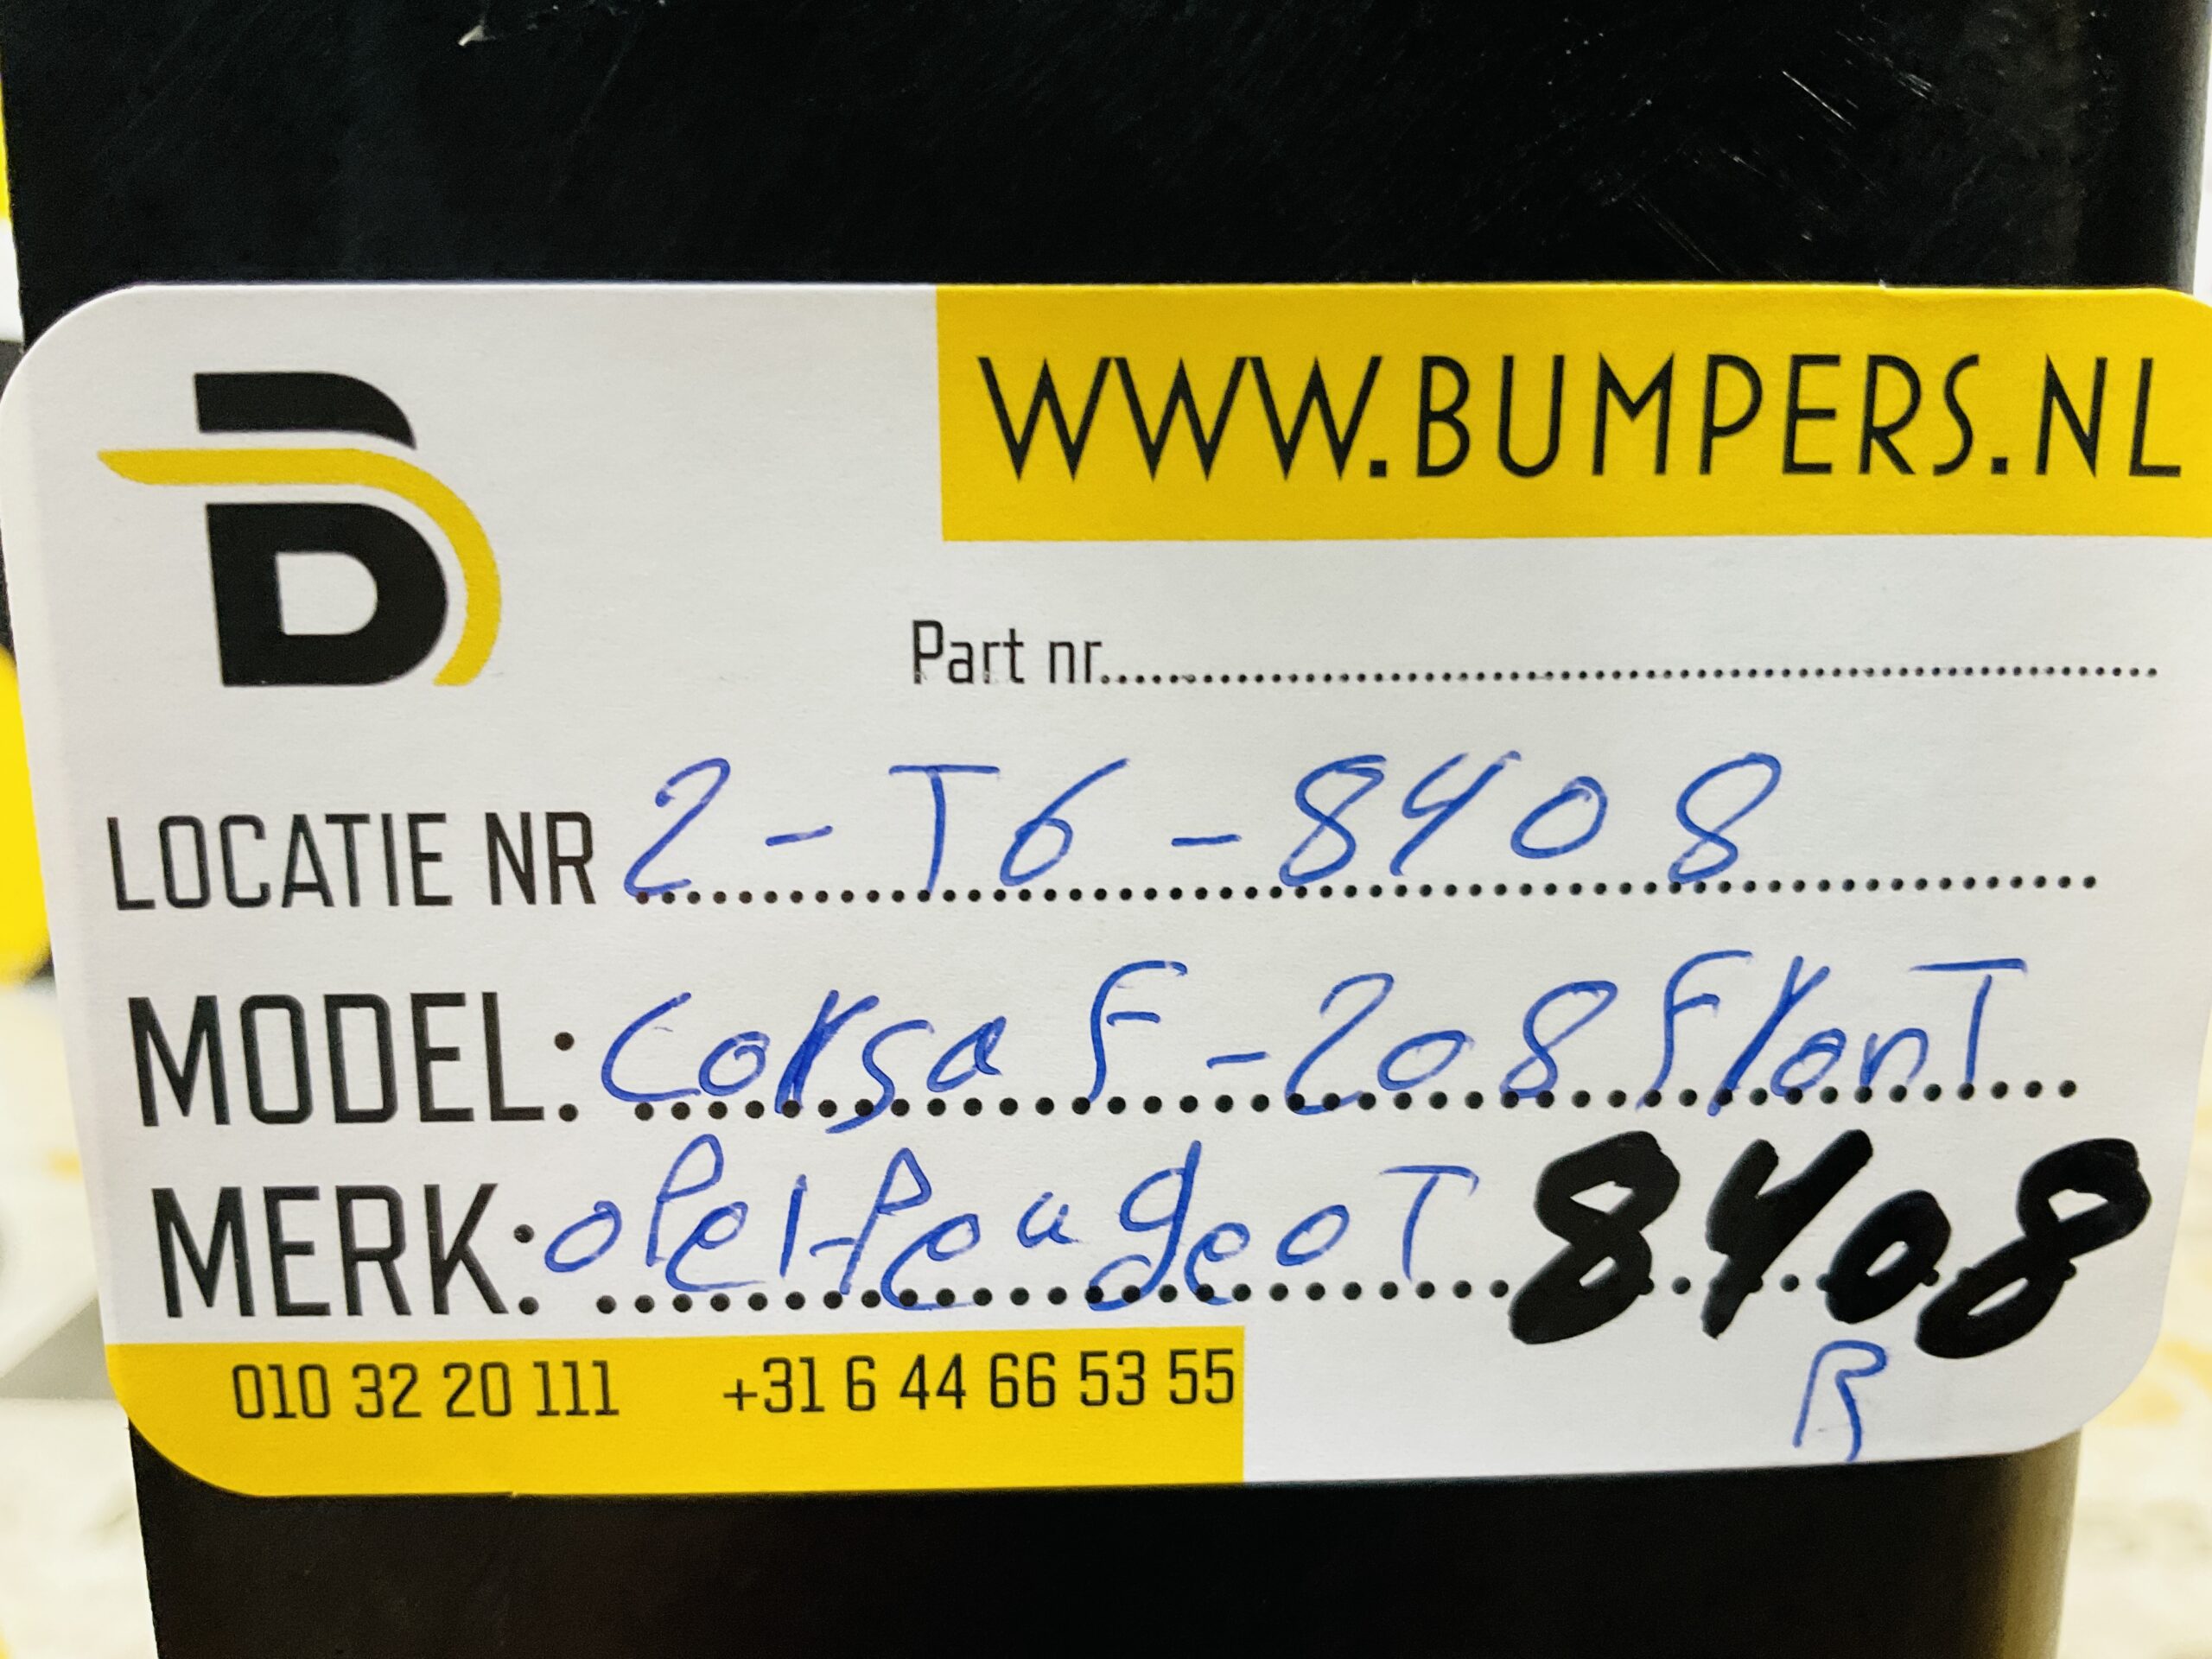 B
WWW.BUMPERS.NL
Part nr
LOCATIE NR 2-T6-8408
MODEL: Corsa F-208 FronT
MERK: oPel-PeugeoT 8408
R
010 32 20 111 +31 6 44 66 53 55